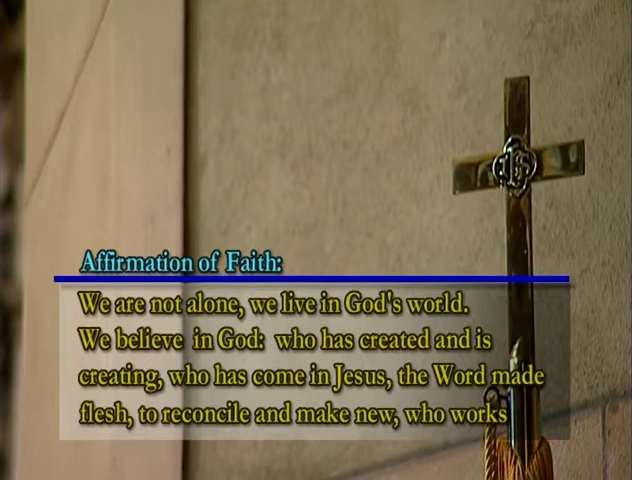 IHS
Affirmation of Faith:
We are not alone, we live in God's world.
We believe in God: who has created and is
creating, who has come in Jesus, the Word made
flesh, to reconcile and make new, who works